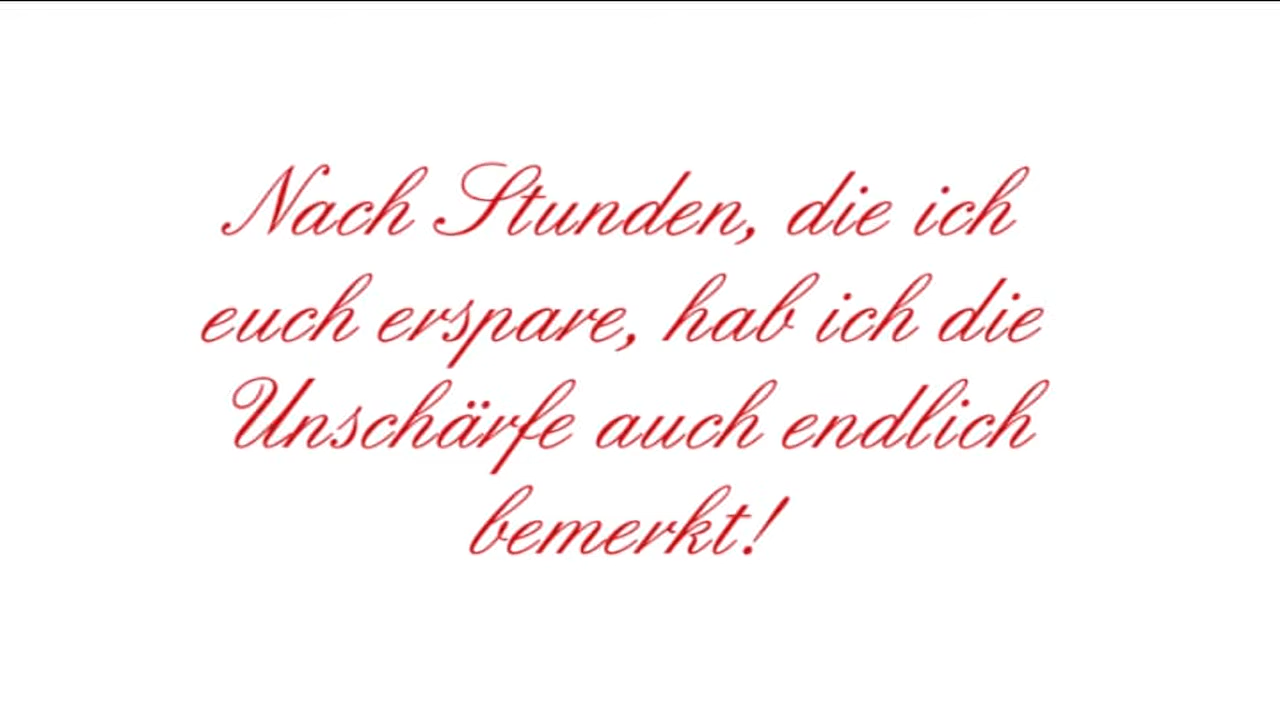 Nach Stunden, die ich
euch erspare, hab ich die
Unschärfe auch endlich
bemerkt!